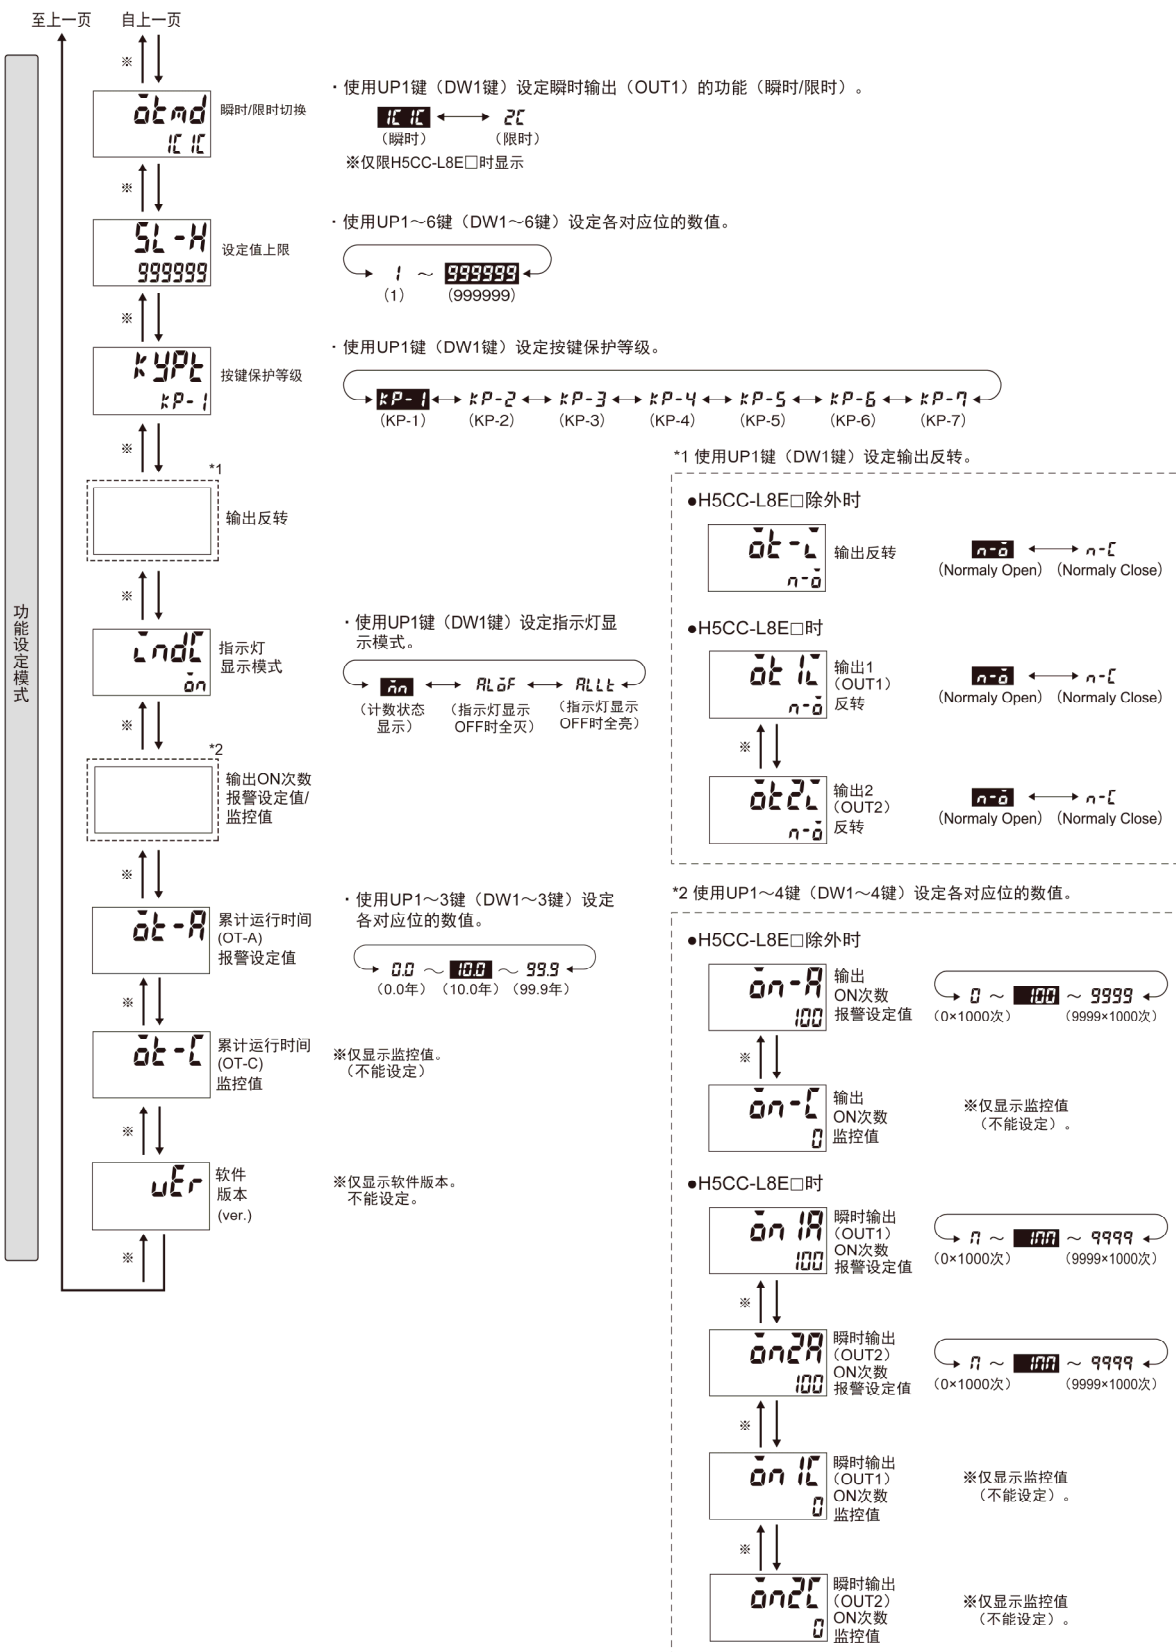 至上一页
自上一页
功能设定模式
※
otmd
1C 1C
瞬时/限时切换
・使用UP1键（DW1键）设定瞬时输出（OUT1）的功能（瞬时/限时）。
1C 1C
2C
（瞬时）
（限时）
※仅限H5CC-L8E□时显示
※
SL-H
999999
设定值上限
・使用UP1～6键（DW1～6键）设定各对应位的数值。
1 ～ 999999
(1)
(999999)
※
KYPt
KP-1
按键保护等级
・使用UP1键（DW1键）设定按键保护等级。
KP-1 KP-2 KP-3 KP-4 KP-5 KP-6 KP-7
(KP-1) (KP-2) (KP-3) (KP-4) (KP-5) (KP-6) (KP-7)
※
*1
输出反转
※
indC
on
指示灯
显示模式
・使用UP1键（DW1键）设定指示灯显
示模式。
on ALoF ALLt
（计数状态
显示）
（指示灯显示
OFF时全灭）
（指示灯显示
OFF时全亮）
※
*2
输出ON次数
报警设定值/
监控值
※
ot-A
累计运行时间
(OT-A)
报警设定值
・使用UP1～3键（DW1～3键）设定
各对应位的数值。
0.0 ～ 10.0 ～ 99.9
（0.0年）（10.0年）（99.9年）
※
ot-C
累计运行时间
(OT-C)
监控值
※仅显示监控值。
（不能设定）
※
vEr
软件
版本
(ver.)
※仅显示软件版本。
不能设定。
※
*1 使用UP1键（DW1键）设定输出反转。
●H5CC-L8E□除外时
ot-i
n-o
输出反转
n-o n-C
(Normaly Open) (Normaly Close)
●H5CC-L8E□时
ot1i
n-o
输出1
（OUT1）
反转
n-o n-C
(Normaly Open) (Normaly Close)
※
ot2i
n-o
输出2
（OUT2）
反转
n-o n-C
(Normaly Open) (Normaly Close)
*2 使用UP1～4键（DW1～4键）设定各对应位的数值。
●H5CC-L8E□除外时
on-A
100
输出
ON次数
报警设定值
0 ～ 100 ～ 9999
（0×1000次）
（9999×1000次）
※
on-C
0
输出
ON次数
监控值
※仅显示监控值
（不能设定）。
●H5CC-L8E□时
on1A
100
瞬时输出
（OUT1）
ON次数
报警设定值
0 ～ 100 ～ 9999
（0×1000次）
（9999×1000次）
※
on2A
100
瞬时输出
（OUT2）
ON次数
报警设定值
0 ～ 100 ～ 9999
（0×1000次）
（9999×1000次）
※
on1C
0
瞬时输出
（OUT1）
ON次数
监控值
※仅显示监控值
（不能设定）。
※
on2C
0
瞬时输出
（OUT2）
ON次数
监控值
※仅显示监控值
（不能设定）。